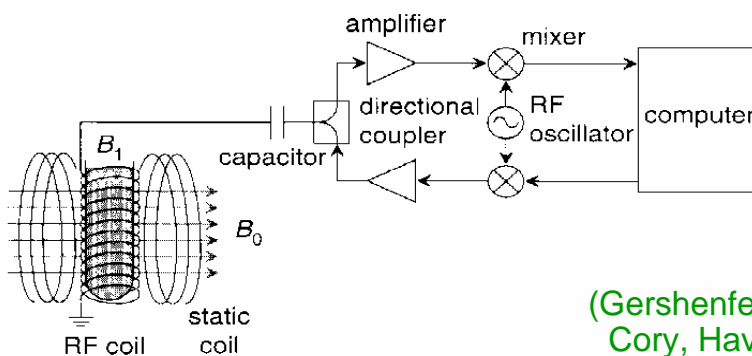 amplifier
mixer
directional
coupler
RF
oscillator
computer
capacitor
B1
B0
static
coil
RF coil
(Gershenfe
Cory, Hav